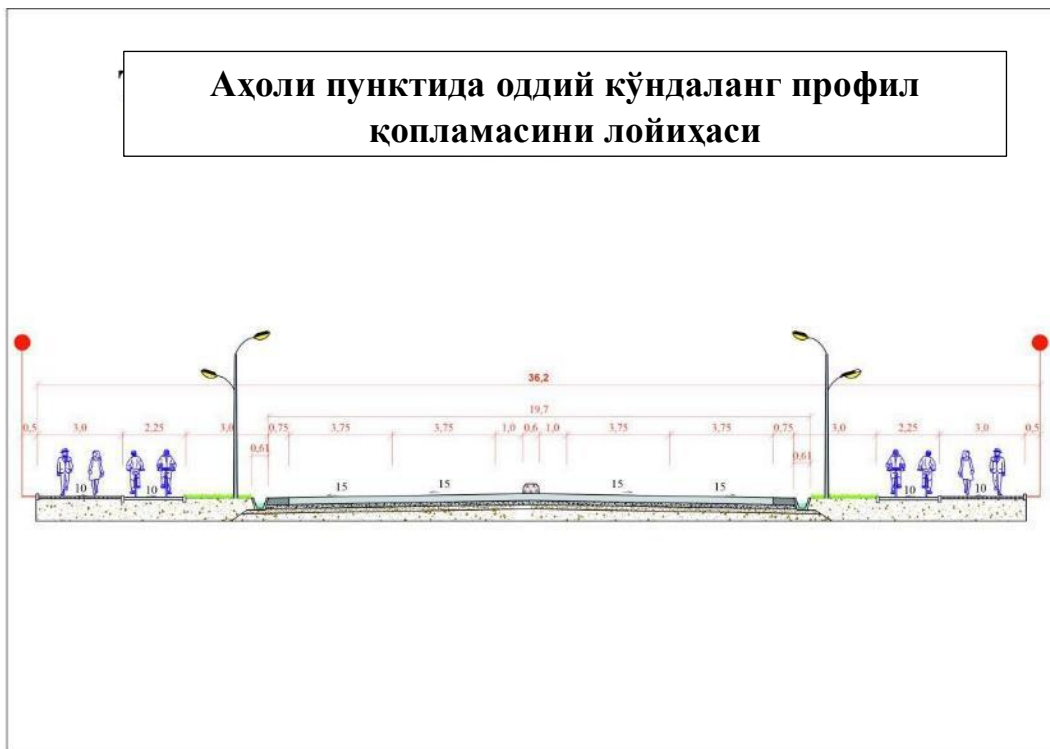 Аҳоли пунктида оддий кўндаланг профил
қопламасини лойиҳаси
36,2
19,7
0,5 3,0 2,25 3,0 0,75 3,75 3,75 1,0 0,6 1,0 3,75 3,75 0,75 3,0 2,25 3,0 0,5
0,61 0,61
10 10 15 15 15 15 10 10